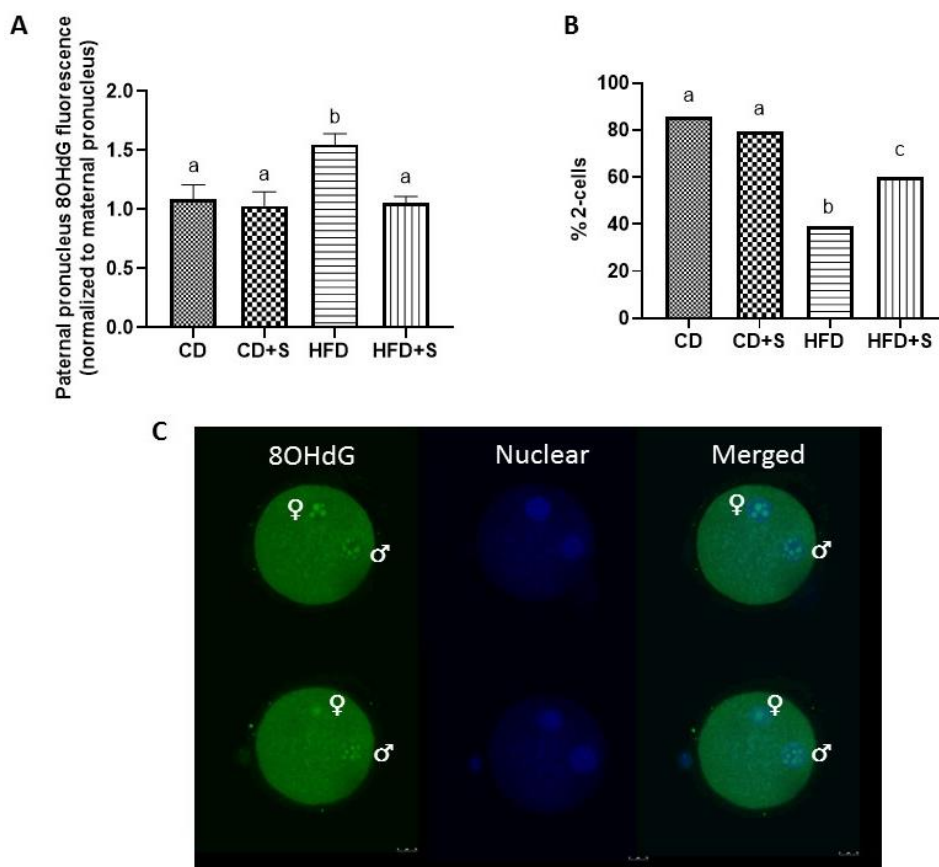 A
Paternal pronucleus 8OHdG fluorescence
(normalized to maternal pronucleus)
2.0
1.5
1.0
0.5
0.0
a
a
b
a
CD
CD+S
HFD
HFD+S
B
% 2-cells
100
80
60
40
20
0
a
a
b
c
CD
CD+S
HFD
HFD+S
C
8OHdG
Nuclear
Merged
♀
♂
♀
♂
♀
♂
♀
♂